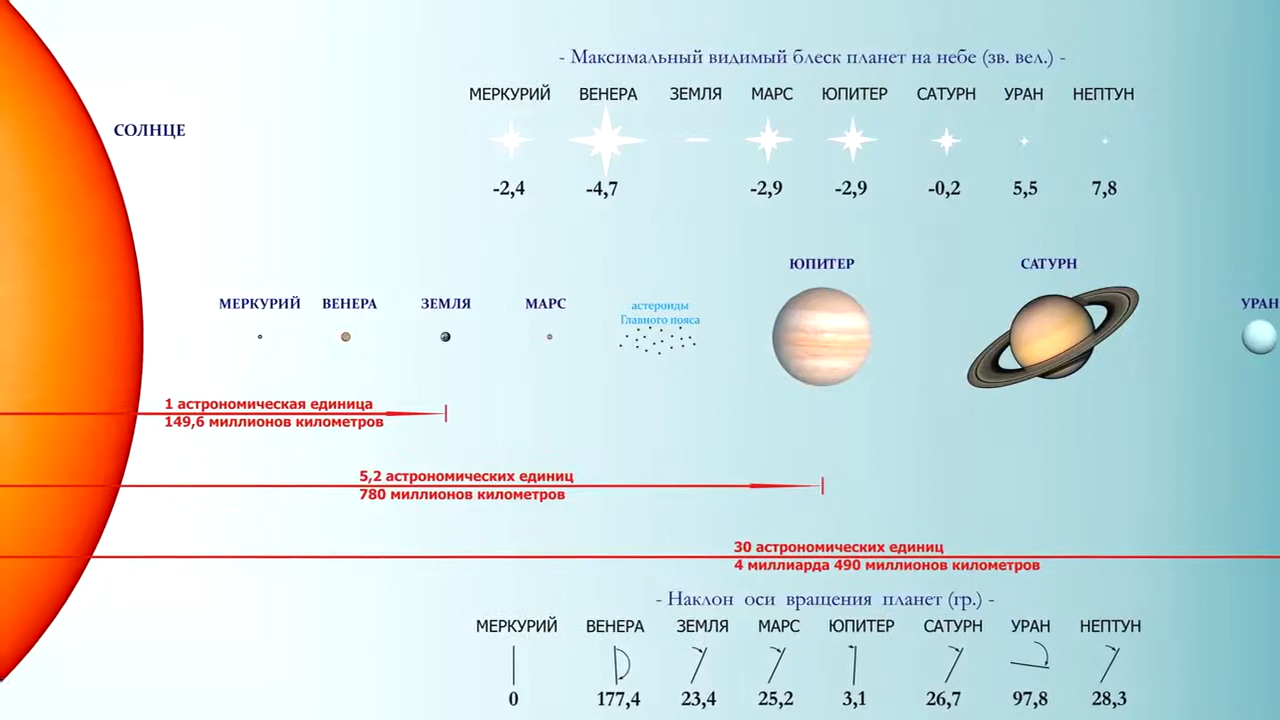 - Максимальный видимый блеск планет на небе (зв. вел.) -
МЕРКУРИЙ ВЕНЕРА ЗЕМЛЯ МАРС ЮПИТЕР САТУРН УРАН НЕПТУН
СОЛНЦЕ
-2,4 -4,7 -2,9 -2,9 -0,2 5,5 7,8
ЮПИТЕР САТУРН
МЕРКУРИЙ ВЕНЕРА ЗЕМЛЯ МАРС астероиды УРАН
Главного пояса
1 астрономическая единица
149,6 миллионов километров
5,2 астрономических единиц
780 миллионов километров
30 астрономических единиц
4 миллиарда 490 миллионов километров
- Наклон оси вращения планет (гр.) -
МЕРКУРИЙ ВЕНЕРА ЗЕМЛЯ МАРС ЮПИТЕР САТУРН УРАН НЕПТУН
0 177,4 23,4 25,2 3,1 26,7 97,8 28,3